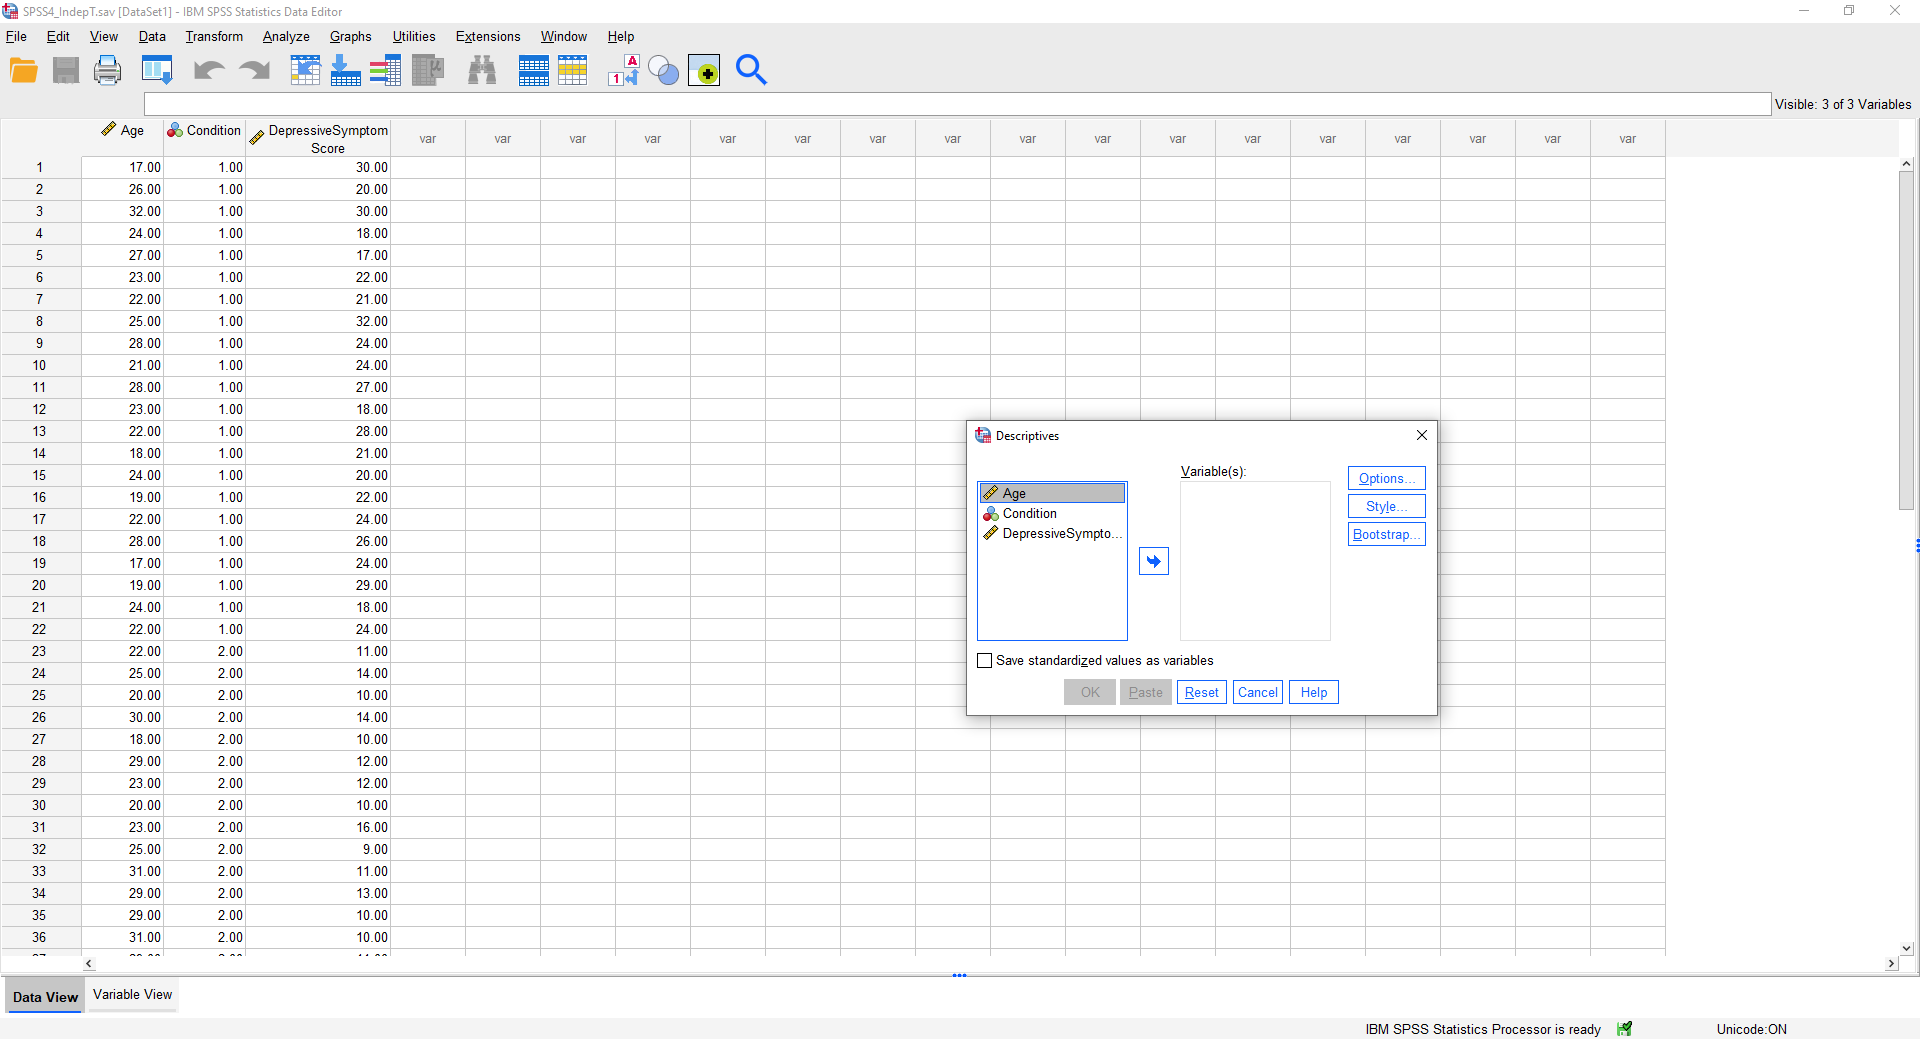 SPSS4_IndepT.sav [DataSet1] - IBM SPSS Statistics Data Editor
File Edit View Data Transform Analyze Graphs Utilities Extensions Window Help
Visible: 3 of 3 Variables
Age Condition DepressiveSymptom
Score
var var var var var var var var var var var var var var var var var
1 17.00 1.00 30.00
2 26.00 1.00 20.00
3 32.00 1.00 30.00
4 24.00 1.00 18.00
5 27.00 1.00 17.00
6 23.00 1.00 22.00
7 22.00 1.00 21.00
8 25.00 1.00 32.00
9 28.00 1.00 24.00
10 21.00 1.00 24.00
11 28.00 1.00 27.00
12 23.00 1.00 18.00
13 22.00 1.00 28.00
14 18.00 1.00 21.00
15 24.00 1.00 20.00
16 19.00 1.00 22.00
17 22.00 1.00 24.00
18 28.00 1.00 26.00
19 17.00 1.00 24.00
20 19.00 1.00 29.00
21 24.00 1.00 18.00
22 22.00 1.00 24.00
23 22.00 2.00 11.00
24 25.00 2.00 14.00
25 20.00 2.00 10.00
26 30.00 2.00 14.00
27 18.00 2.00 10.00
28 29.00 2.00 12.00
29 23.00 2.00 12.00
30 20.00 2.00 10.00
31 23.00 2.00 16.00
32 25.00 2.00 9.00
33 31.00 2.00 11.00
34 29.00 2.00 13.00
35 29.00 2.00 10.00
36 31.00 2.00 10.00
Descriptives
Variable(s):
Age
Condition
DepressiveSympto...
Options...
Style...
Bootstrap...
Save standardized values as variables
OK Paste Reset Cancel Help
Data View Variable View
IBM SPSS Statistics Processor is ready Unicode:ON